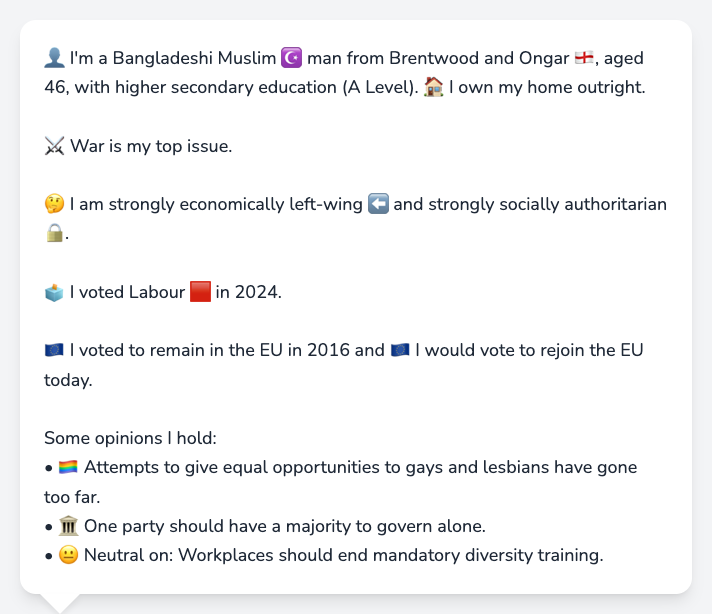 👤 I'm a Bangladeshi Muslim ☪️ man from Brentwood and Ongar 🏴󠁧󠁢󠁥󠁮󠁧󠁿, aged
46, with higher secondary education (A Level). 🏠 I own my home outright.
⚔️ War is my top issue.
🤔 I am strongly economically left-wing ⬅️ and strongly socially authoritarian
🔒.
🗳️ I voted Labour 🟥 in 2024.
🇪🇺 I voted to remain in the EU in 2016 and 🇪🇺 I would vote to rejoin the EU
today.
Some opinions I hold:
• 🏳️‍🌈 Attempts to give equal opportunities to gays and lesbians have gone
too far.
• 🏛️ One party should have a majority to govern alone.
• 😐 Neutral on: Workplaces should end mandatory diversity training.